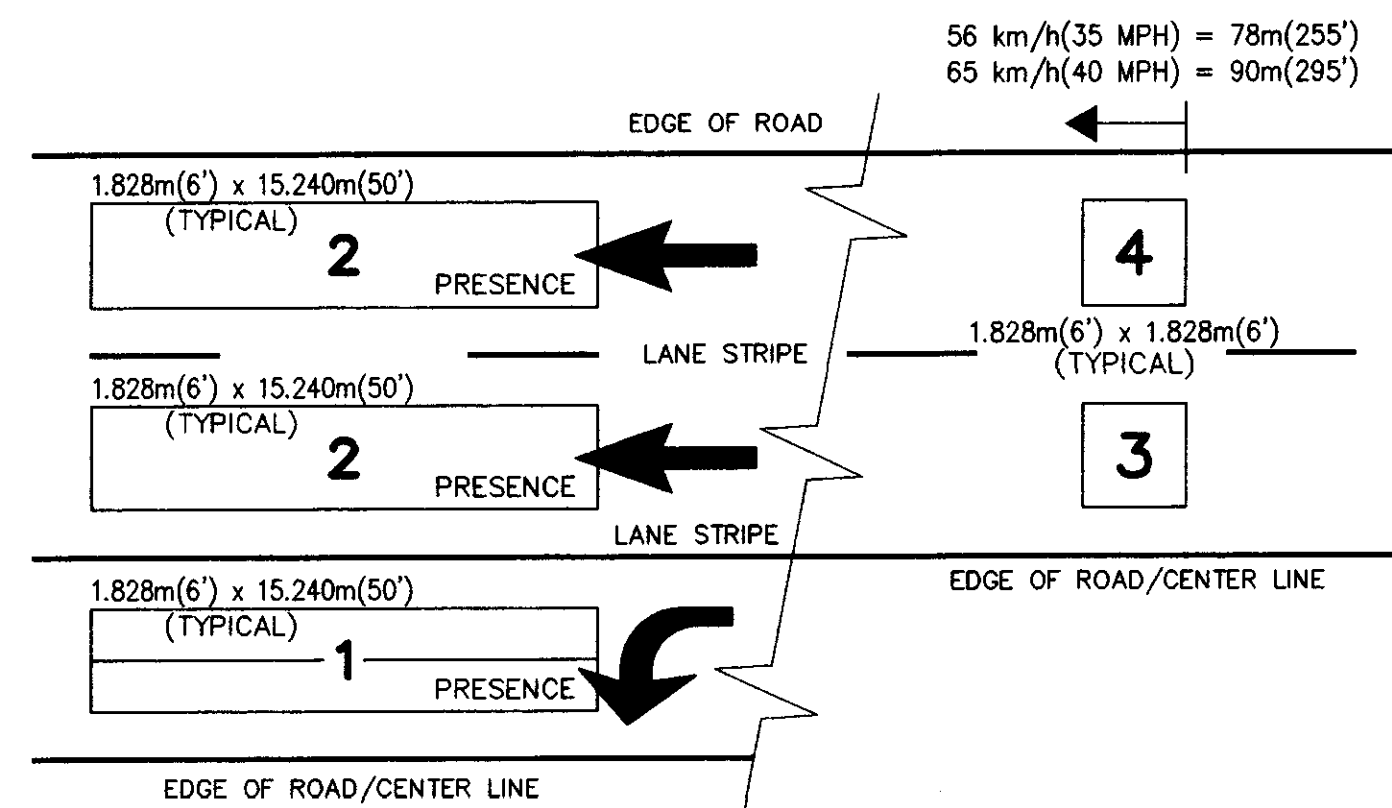 56 km/h(35 MPH) = 78m(255')
65 km/h(40 MPH) = 90m(295')
EDGE OF ROAD
1.828m(6') x 15.240m(50')
(TYPICAL)
2
PRESENCE
4
1.828m(6') x 1.828m(6')
(TYPICAL)
LANE STRIPE
1.828m(6') x 15.240m(50')
(TYPICAL)
2
PRESENCE
3
LANE STRIPE
EDGE OF ROAD/CENTER LINE
1.828m(6') x 15.240m(50')
(TYPICAL)
1
PRESENCE
EDGE OF ROAD/CENTER LINE